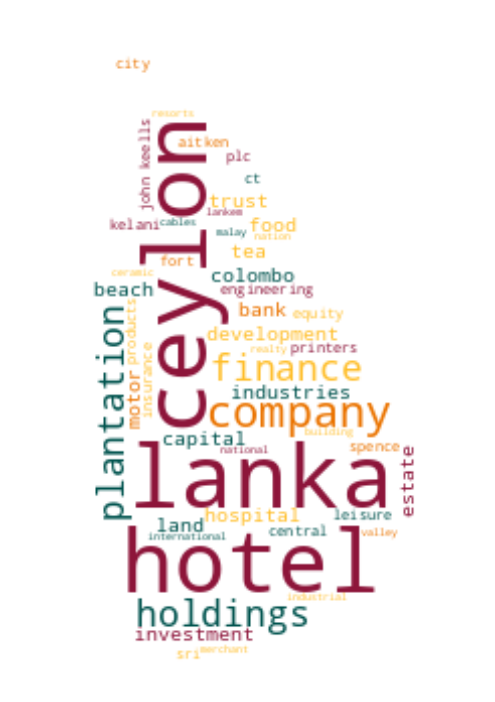 city
resorts
john keells
ceylon
aitken
plc
ct
trust
lankem
kelani
cables
food
malay
nation
tea
fort
ceramic
colombo
beach
engineering
plantation
products
bank
equity
development
motor
insurance
realty
printers
finance
industries
company
building
capital
national
spence
lanka
estate
hospital
leisure
land
central
international
valley
hotel
industrial
holdings
investment
sri
merchant